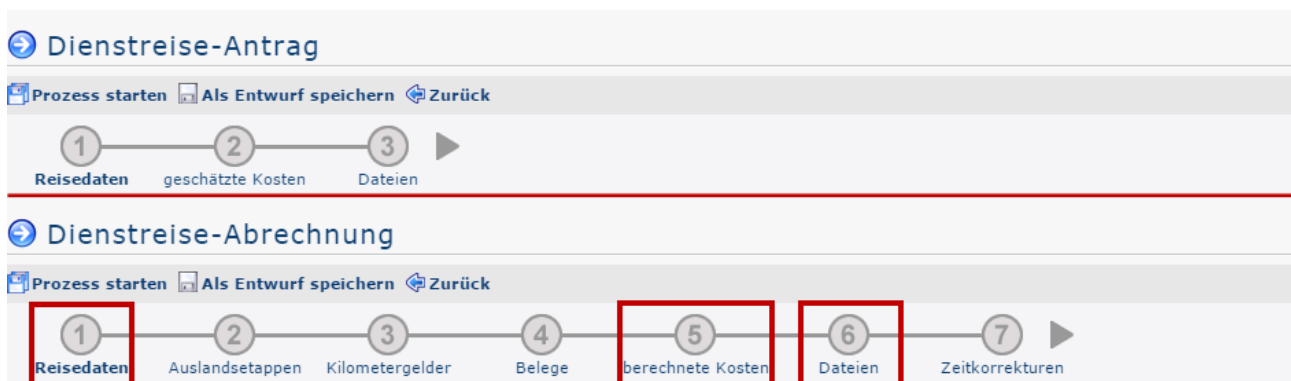 Dienstreise-Antrag
Prozess starten Als Entwurf speichern Zurück
1 2 3
Reisedaten geschätzte Kosten Dateien
Dienstreise-Abrechnung
Prozess starten Als Entwurf speichern Zurück
1 2 3 4 5 6 7
Reisedaten Auslandsetappen Kilometergelder Belege berechnete Kosten Dateien Zeitkorrekturen